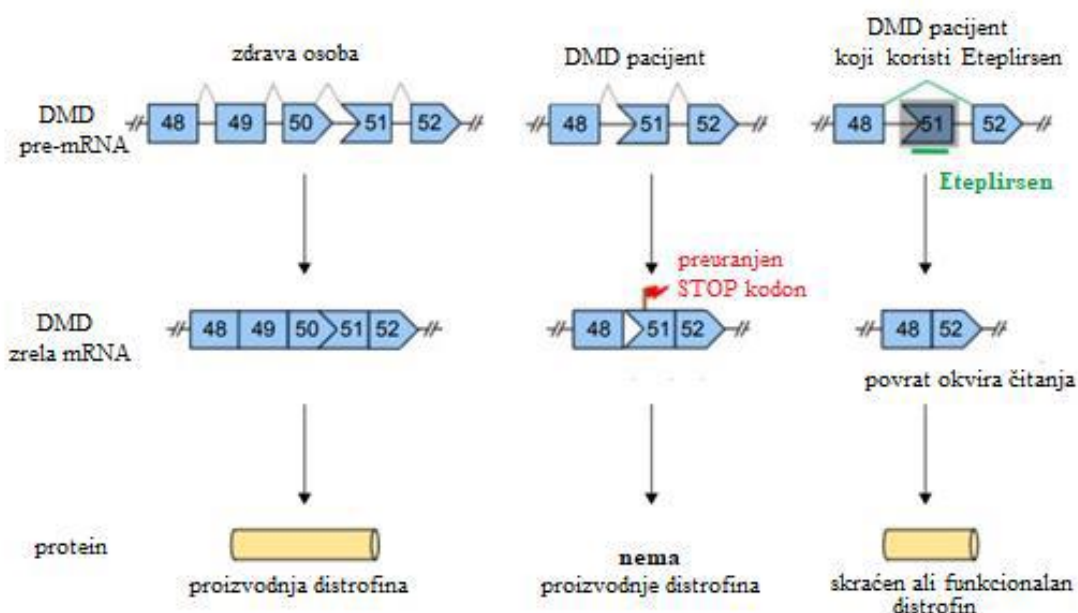 zdrava osoba
DMD pacijent
DMD pacijent
koji koristi Eteplirsen
DMD
pre-mRNA
48 49 50 51 52
48 51 52
48 51 52
Eteplirsen
preuranjen
STOP kodon
DMD
zrela mRNA
48 49 50 51 52
48 51 52
48 52
povrat okvira čitanja
protein
proizvodnja distrofina
nema
proizvodnje distrofina
skraćen ali funkcionalan
distrofin